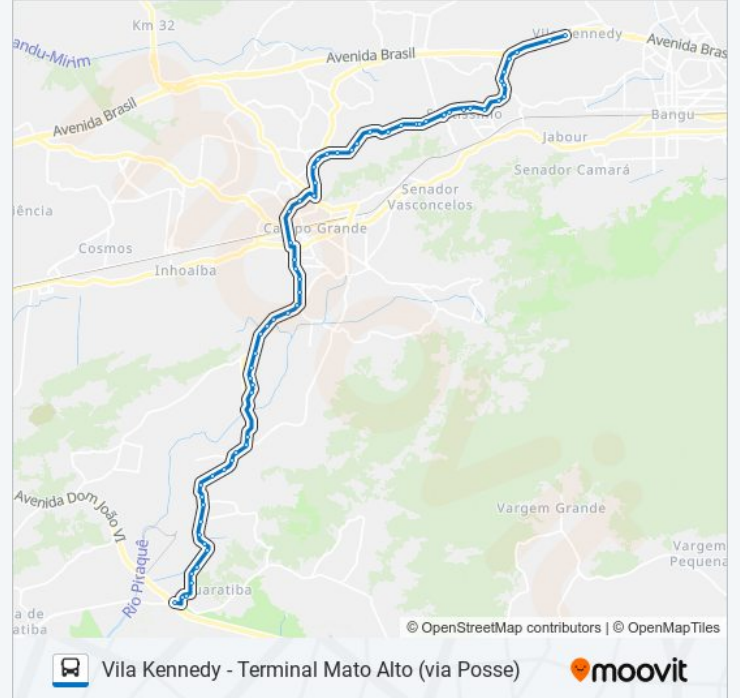 Km 32
andu-Mirim
Avenida Brasil
Vila Kennedy
Avenida Bras
Avenida Brasil
Santíssimo
Bangu
Jabour
Senador Camará
Senador
Vasconcelos
iência
Campo Grande
Cosmos
Inhoaíba
Avenida Dom João VI
Vargem Grande
Rio Piraquê
Vargem
Pequena
uaratiba
a de
atiba
© OpenStreetMap contributors | © OpenMapTiles
Vila Kennedy - Terminal Mato Alto (via Posse)
moovit